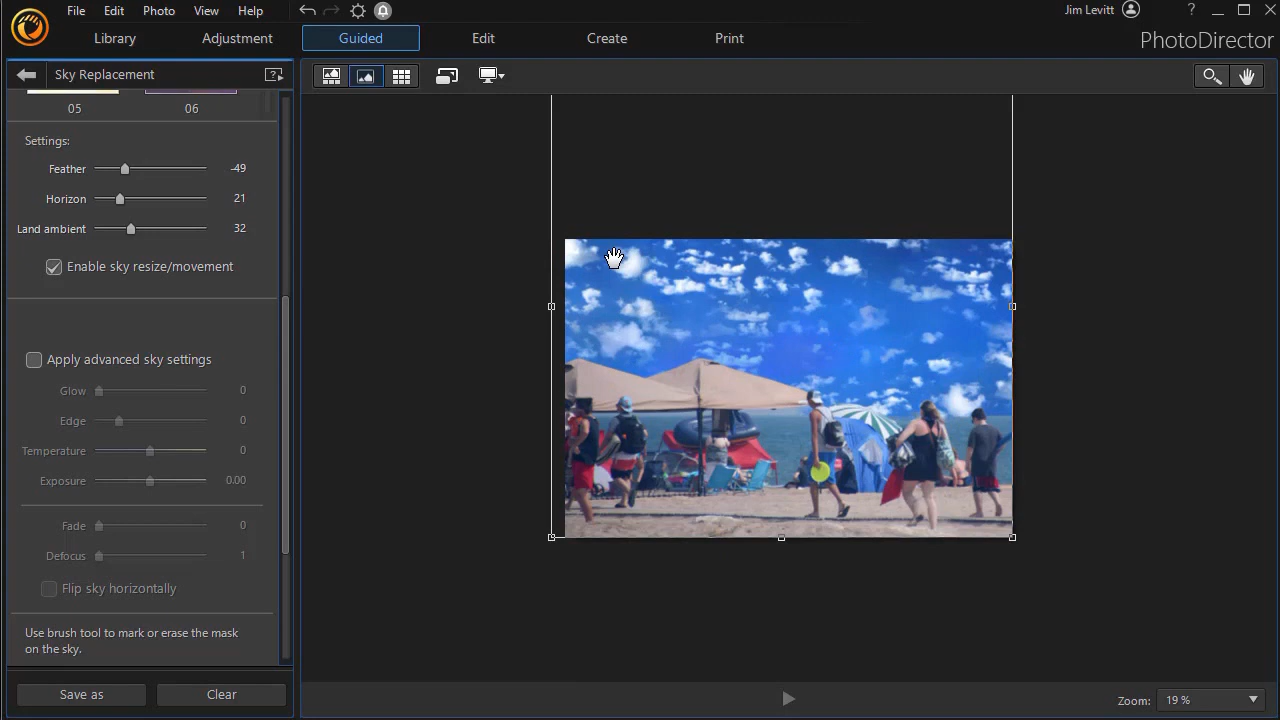 File Edit Photo View Help
Jim Levitt
?
Library Adjustment Guided Edit Create Print
PhotoDirector
Sky Replacement
05 06
Settings:
Feather -49
Horizon 21
Land ambient 32
Enable sky resize/movement
Apply advanced sky settings
Glow 0
Edge 0
Temperature 0
Exposure 0.00
Fade 0
Defocus 1
Flip sky horizontally
Use brush tool to mark or erase the mask
on the sky.
Save as Clear
Zoom: 19 %